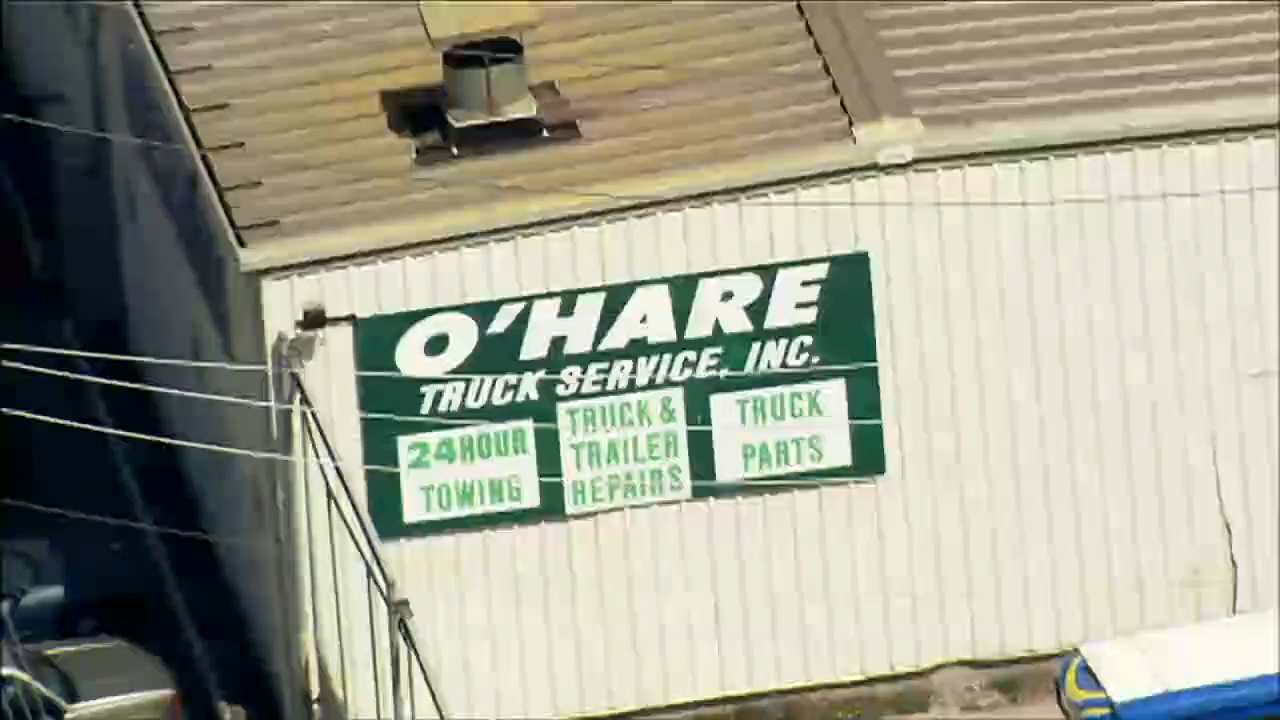 O'HARE
TRUCK SERVICE, INC.
24 HOUR
TOWING
TRUCK &
TRAILER
REPAIRS
TRUCK
PARTS